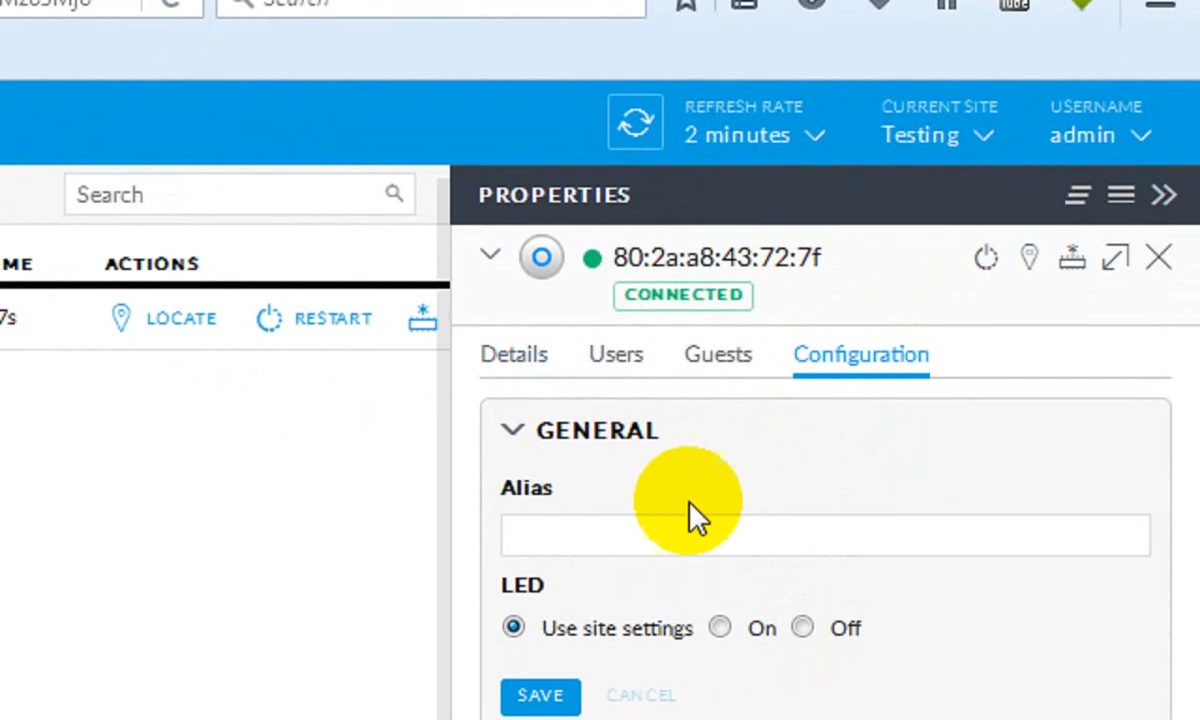 Search
REFRESH RATE
2 minutes
CURRENT SITE
Testing
USERNAME
admin
Search
ME
ACTIONS
7s
LOCATE
RESTART
PROPERTIES
80:2a:a8:43:72:7f
CONNECTED
Details
Users
Guests
Configuration
GENERAL
Alias
LED
Use site settings
On
Off
SAVE
CANCEL